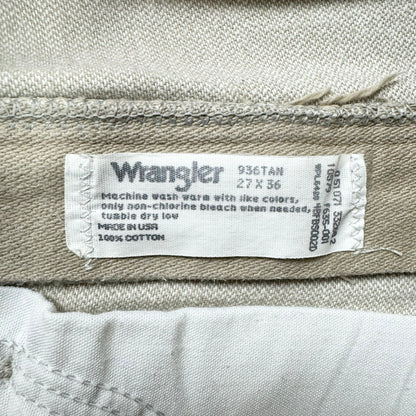 Wrangler
936TAN
27 X 36
Machine wash warm with like colors,
only non-chlorine bleach when needed,
tumble dry low
MADE IN USA
100% COTTON